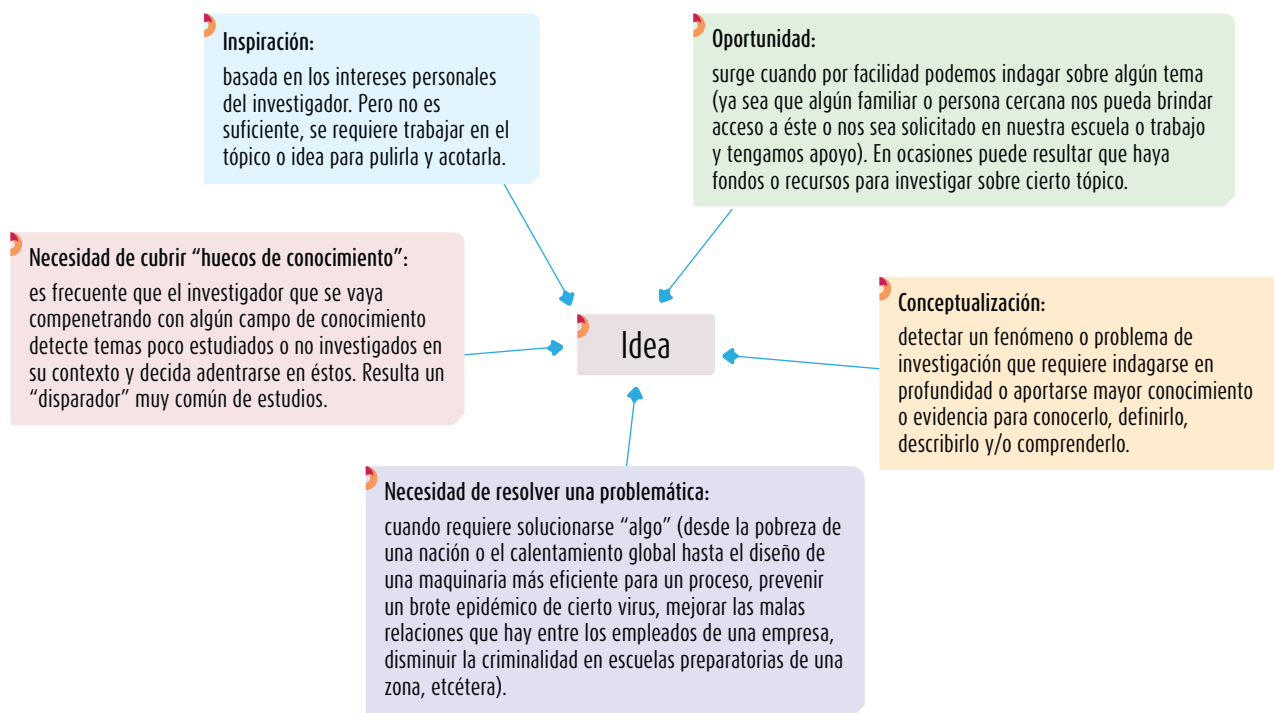 Inspiración:
basada en los intereses personales
del investigador. Pero no es
suficiente, se requiere trabajar en el
tópico o idea para pulirla y acotarla.
Oportunidad:
surge cuando por facilidad podemos indagar sobre algún tema
(ya sea que algún familiar o persona cercana nos pueda brindar
acceso a éste o nos sea solicitado en nuestra escuela o trabajo
y tengamos apoyo). En ocasiones puede resultar que haya
fondos o recursos para investigar sobre cierto tópico.
Necesidad de cubrir “huecos de conocimiento”:
es frecuente que el investigador que se vaya
compenetrando con algún campo de conocimiento
detecte temas poco estudiados o no investigados en
su contexto y decida adentrarse en éstos. Resulta un
“disparador” muy común de estudios.
Idea
Conceptualización:
detectar un fenómeno o problema de
investigación que requiere indagarse en
profundidad o aportarse mayor conocimiento
o evidencia para conocerlo, definirlo,
describirlo y/o comprenderlo.
Necesidad de resolver una problemática:
cuando requiere solucionarse “algo” (desde la pobreza de
una nación o el calentamiento global hasta el diseño de
una maquinaria más eficiente para un proceso, prevenir
un brote epidémico de cierto virus, mejorar las malas
relaciones que hay entre los empleados de una empresa,
disminuir la criminalidad en escuelas preparatorias de una
zona, etcétera).